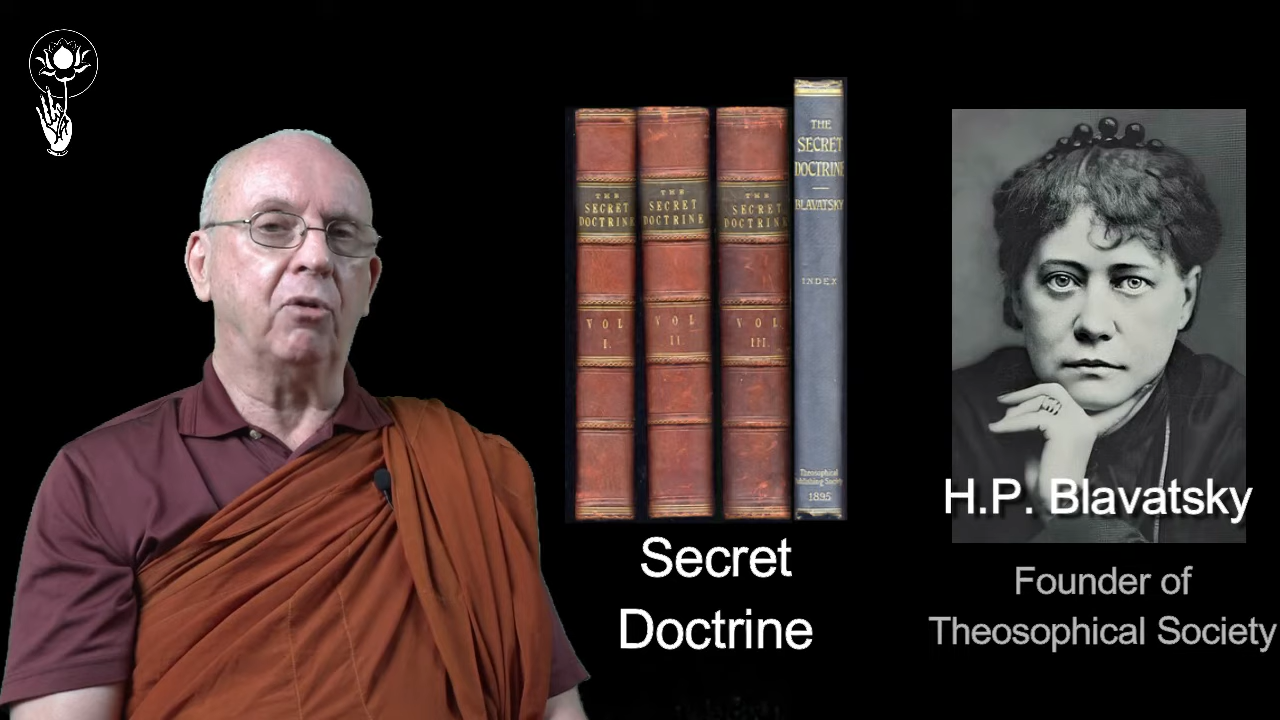 THE
SECRET
DOCTRINE
VOL
I.
THE
SECRET
DOCTRINE
VOL
II
THE
SECRET
DOCTRINE
VOL
III.
THE
SECRET
DOCTRINE
BLAVATSKY
INDEX
Theosophical
Publishing Society
1895
Secret
Doctrine
H.P. Blavatsky
Founder of
Theosophical Society